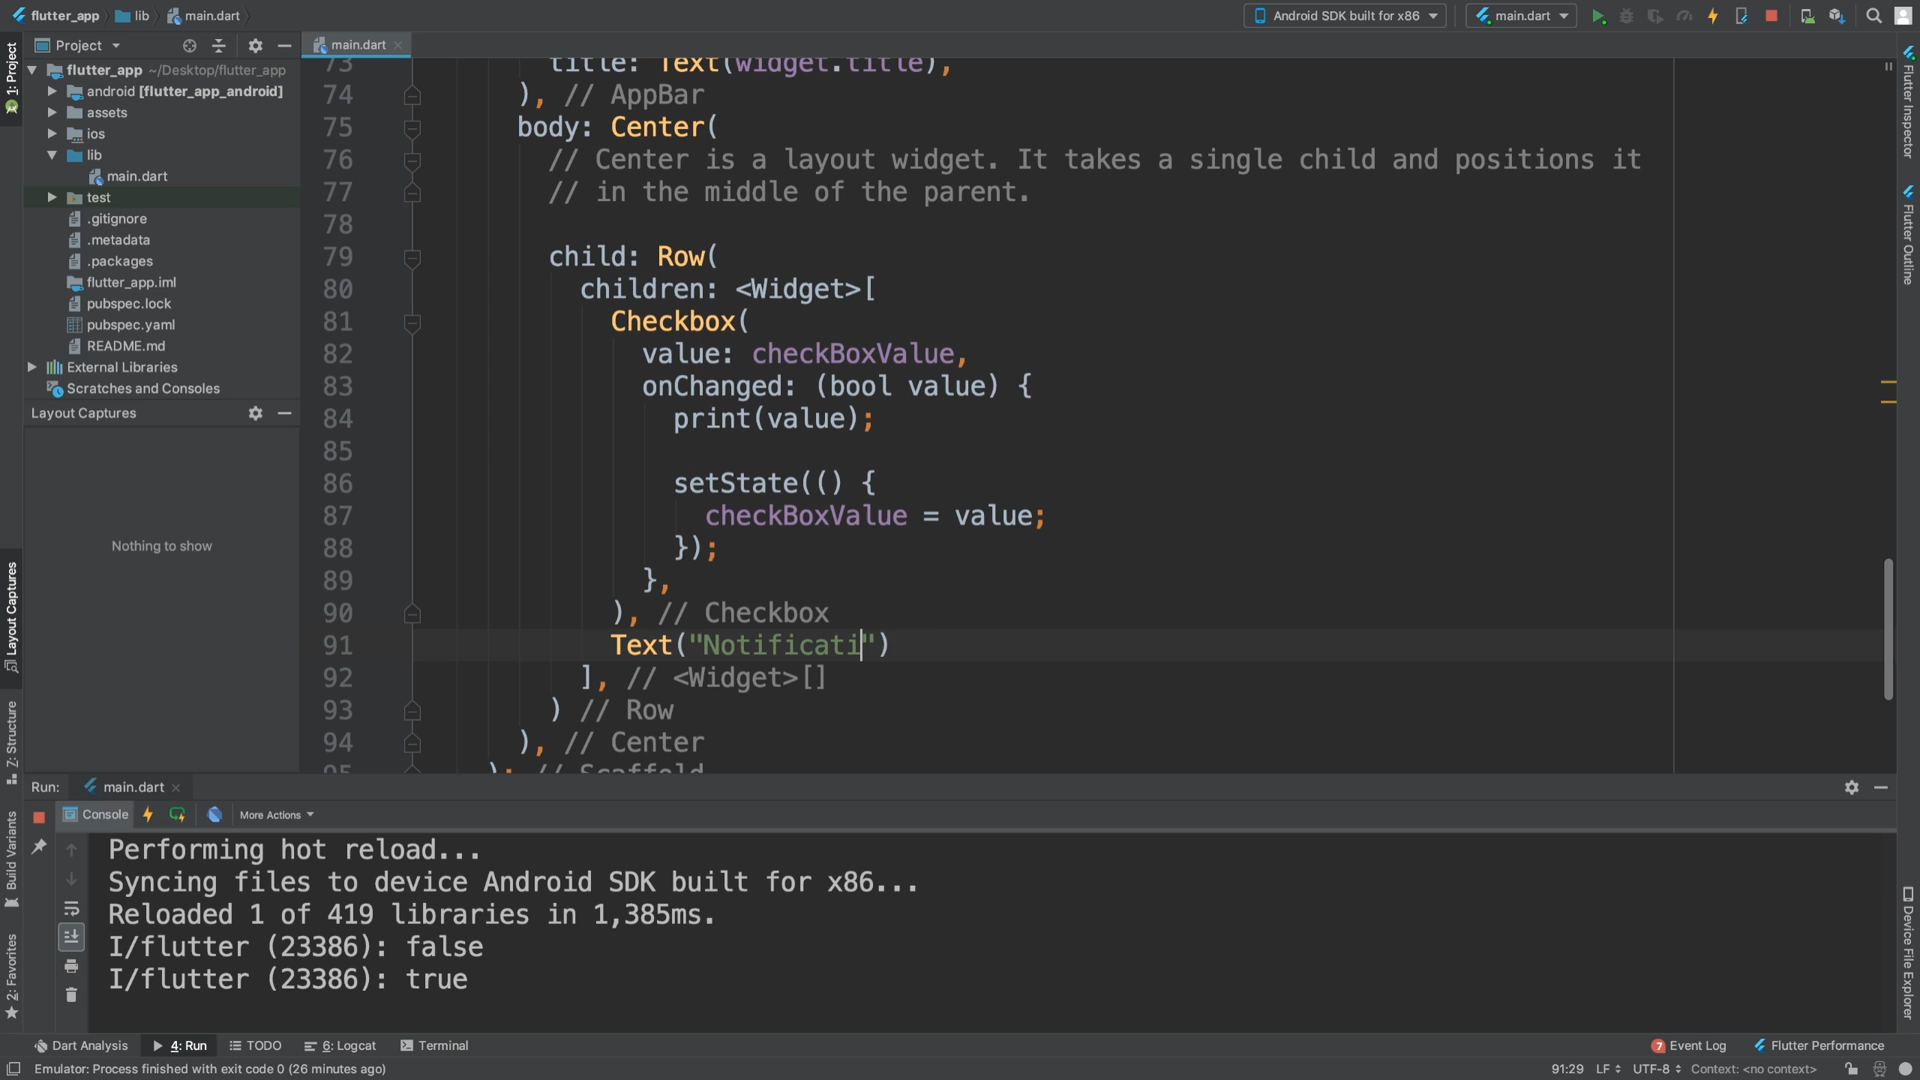 flutter_app lib main.dart Android SDK built for x86 main.dart
Project main.dart
flutter_app ~/Desktop/flutter_app
android [flutter_app_android]
assets
ios
lib
main.dart
test
.gitignore
.metadata
.packages
flutter_app.iml
pubspec.lock
pubspec.yaml
README.md
External Libraries
Scratches and Consoles
Layout Captures
Nothing to show
1: Project
Layout Captures
Z: Structure
Build Variants
2: Favorites
73 title: Text(widget.title),
74 ), // AppBar
75 body: Center(
76 // Center is a layout widget. It takes a single child and positions it
77 // in the middle of the parent.
78
79 child: Row(
80 children: <Widget>[
81 Checkbox(
82 value: checkBoxValue,
83 onChanged: (bool value) {
84 print(value);
85
86 setState(() {
87 checkBoxValue = value;
88 });
89 },
90 ), // Checkbox
91 Text("Notificati")
92 ], // <Widget>[]
93 ) // Row
94 ), // Center
95 ); // Scaffold
Flutter Inspector
Flutter Outline
Device File Explorer
Run: main.dart
Console More Actions
Performing hot reload...
Syncing files to device Android SDK built for x86...
Reloaded 1 of 419 libraries in 1,385ms.
I/flutter (23386): false
I/flutter (23386): true
Dart Analysis 4: Run TODO 6: Logcat Terminal 7 Event Log Flutter Performance
Emulator: Process finished with exit code 0 (26 minutes ago) 91:29 LF UTF-8 Context: <no context>